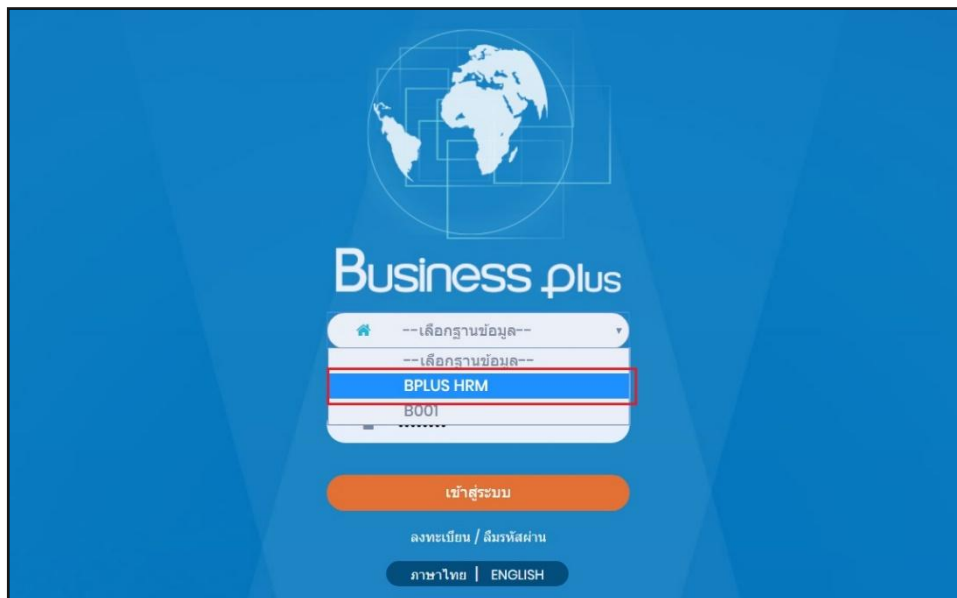 Business Plus
--เลือกฐานข้อมูล--
--เลือกฐานข้อมูล--
BPLUS HRM
B001
เข้าสู่ระบบ
ลงทะเบียน / ลืมรหัสผ่าน
ภาษาไทย | ENGLISH